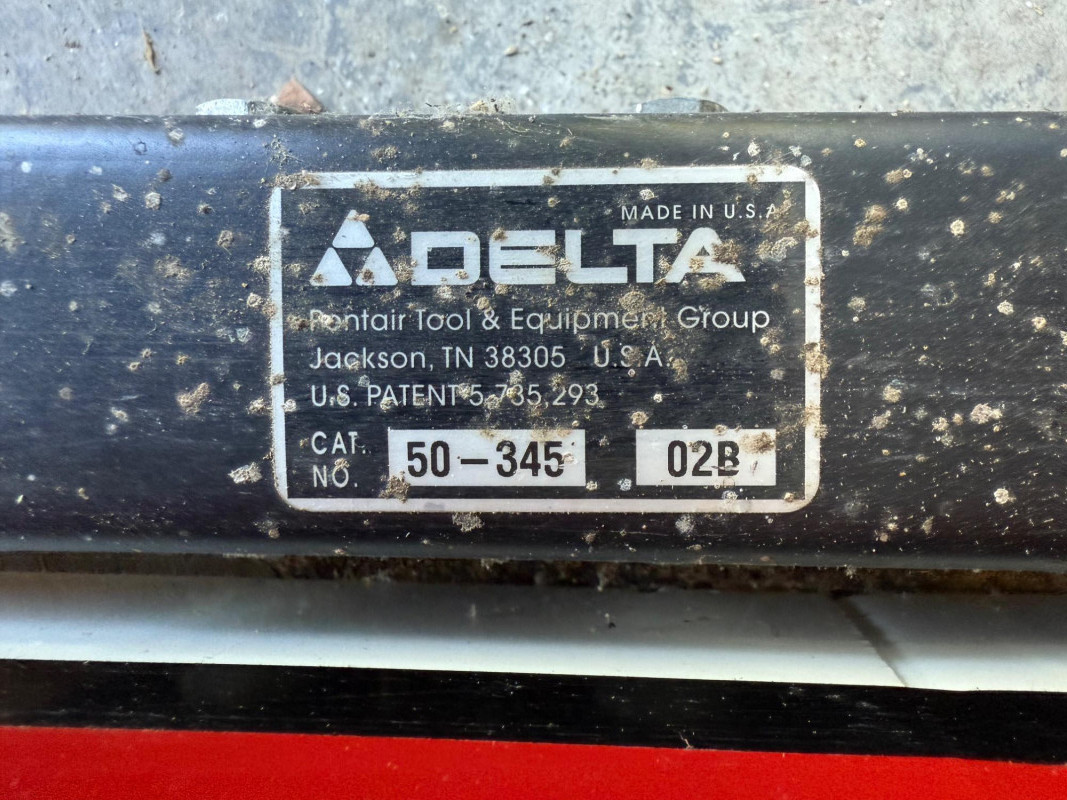 MADE IN U.S.A
DELTA
Pentair Tool & Equipment Group
Jackson, TN 38305 U.S.A.
U.S. PATENT 5,735,293
CAT. NO. 50-345 02B